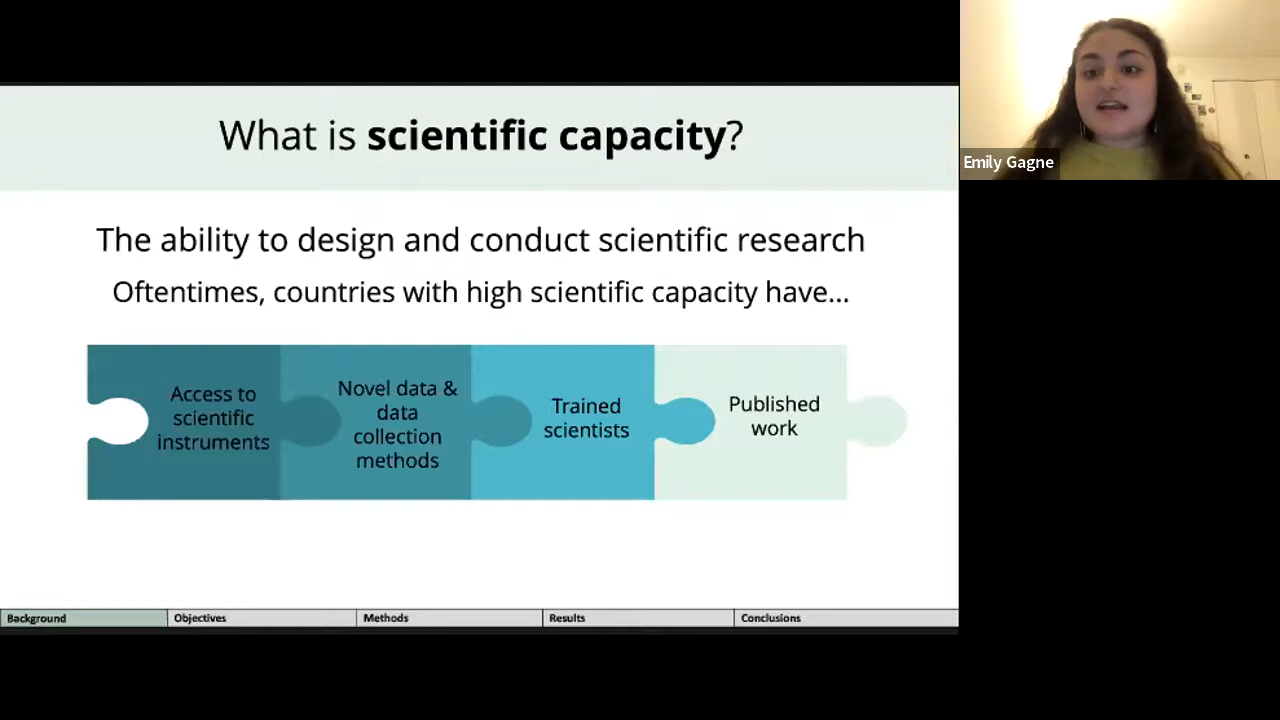 What is scientific capacity?
The ability to design and conduct scientific research
Oftentimes, countries with high scientific capacity have...
Access to
scientific
instruments
Novel data &
data
collection
methods
Trained
scientists
Published
work
Background
Objectives
Methods
Results
Conclusions
Emily Gagne